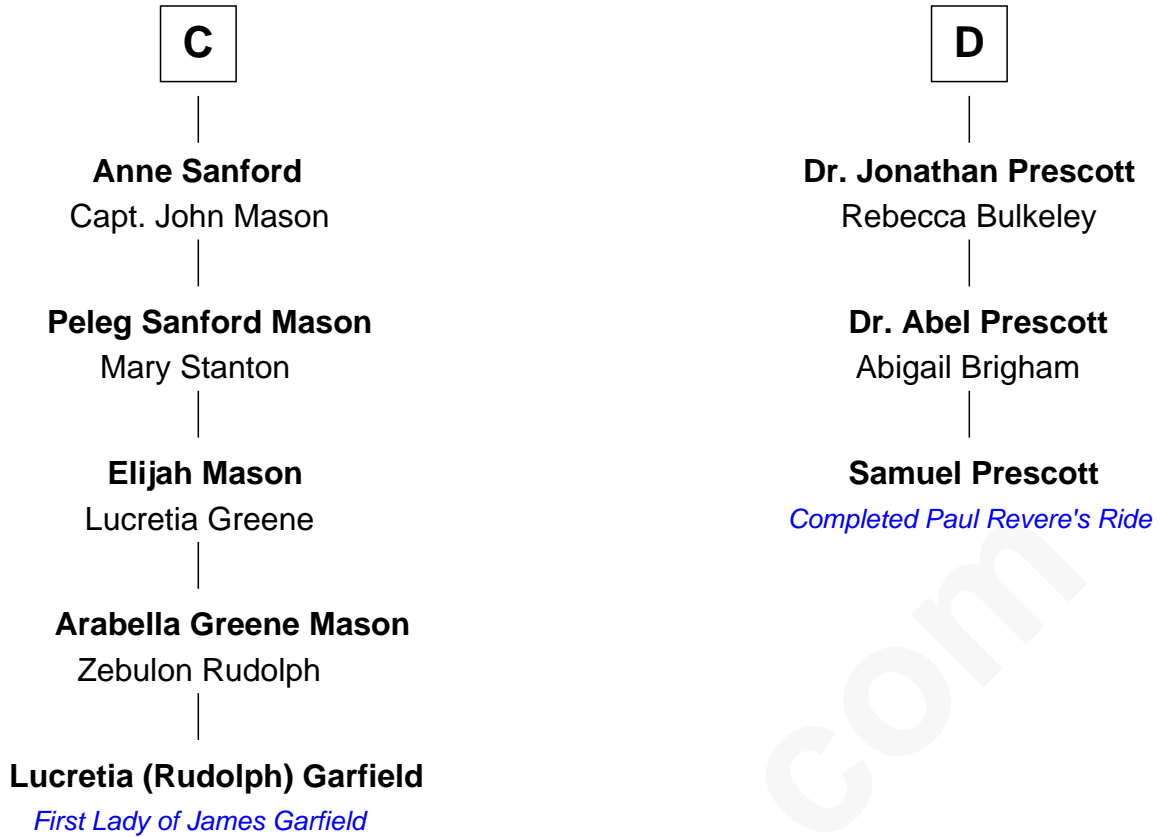 C
Anne Sanford
Capt. John Mason
Peleg Sanford Mason
Mary Stanton
Elijah Mason
Lucretia Greene
Arabella Greene Mason
Zebulon Rudolph
Lucretia (Rudolph) Garfield
First Lady of James Garfield
D
Dr. Jonathan Prescott
Rebecca Bulkeley
Dr. Abel Prescott
Abigail Brigham
Samuel Prescott
Completed Paul Revere's Ride
com